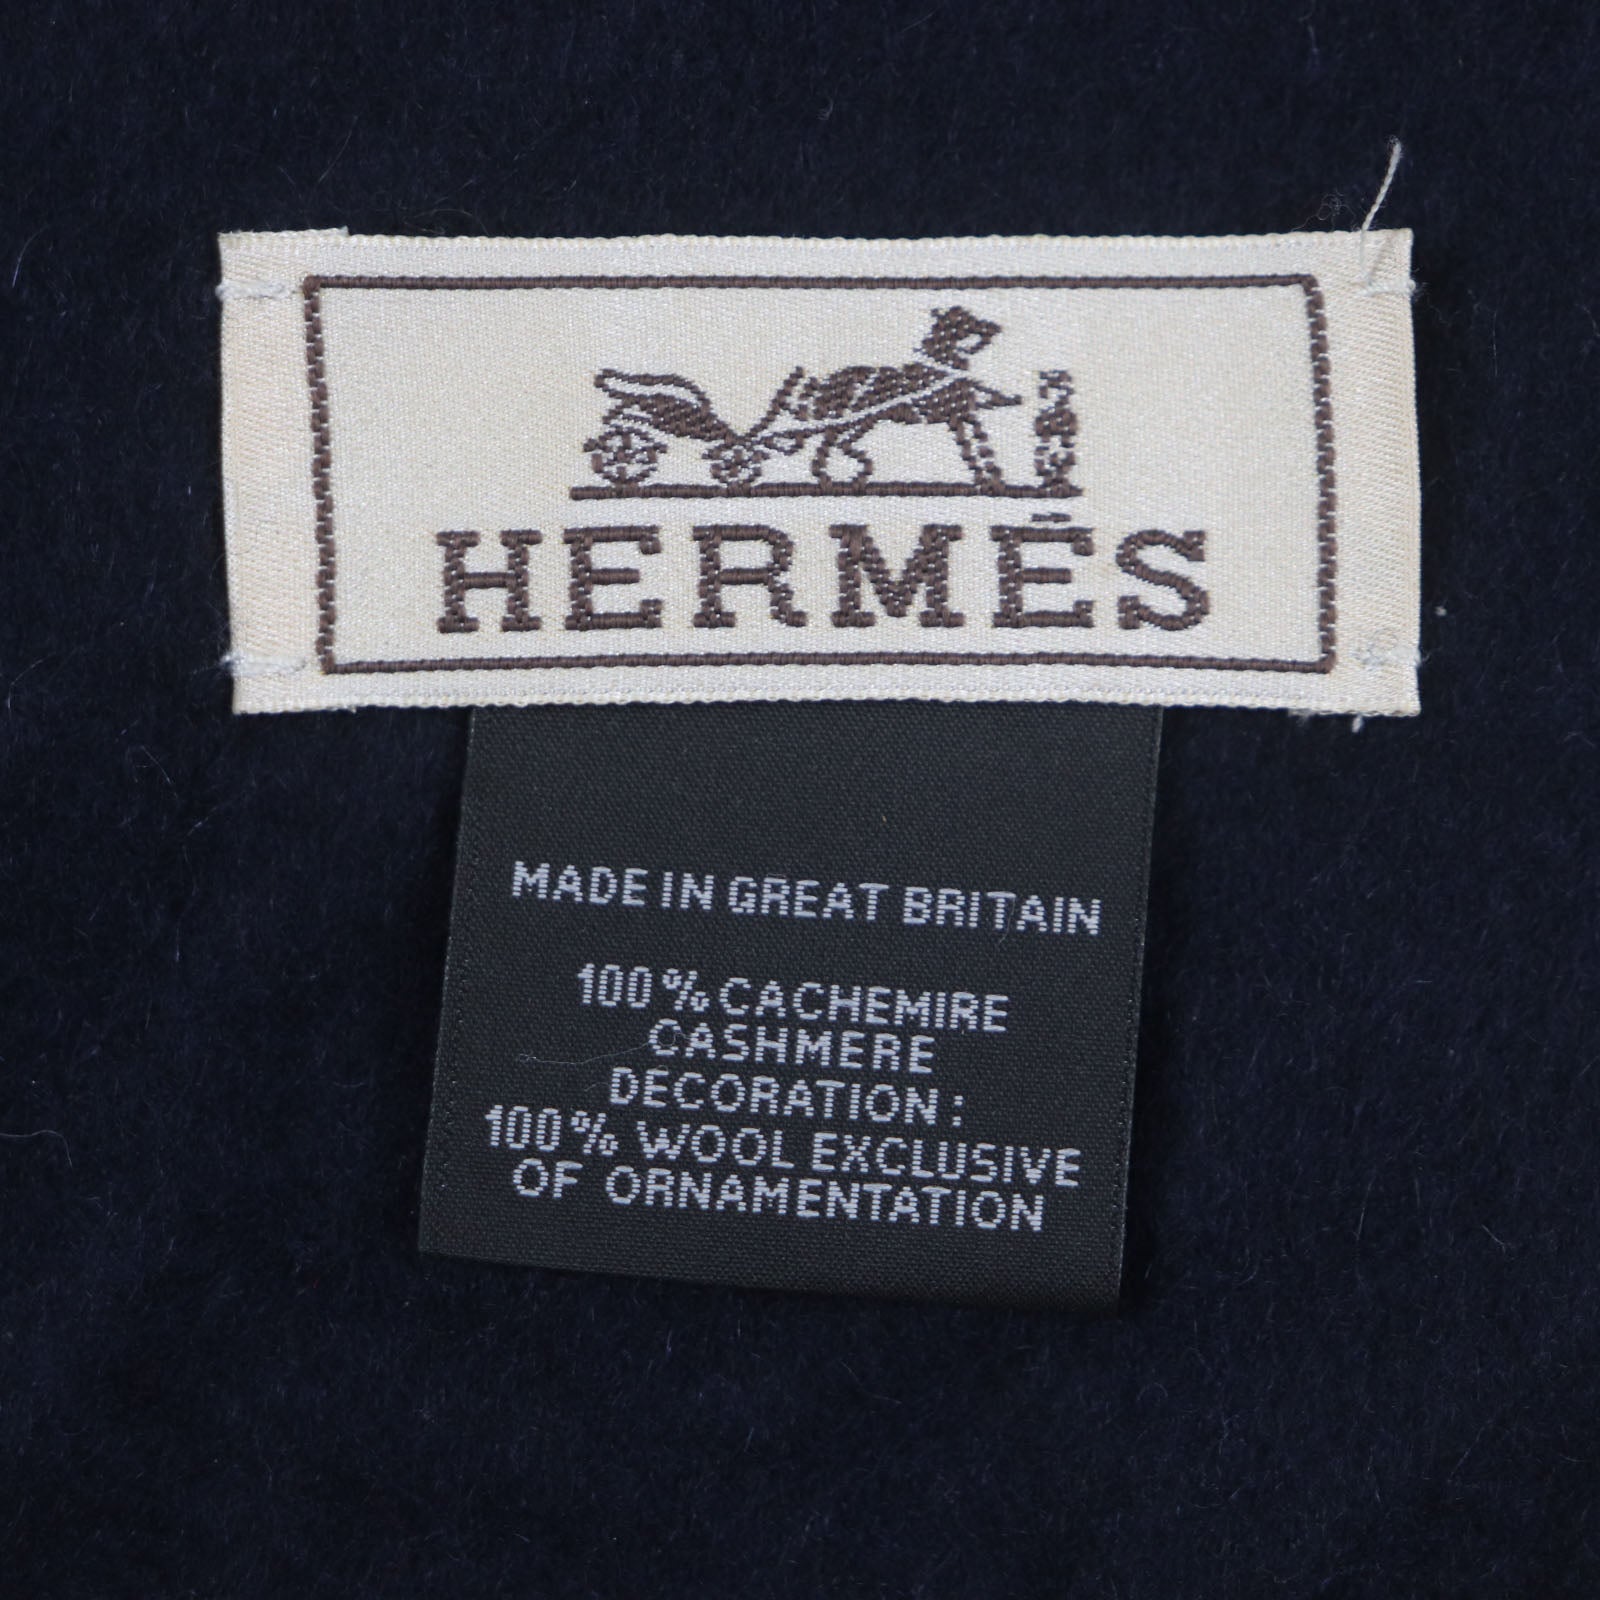 HERMÈS
MADE IN GREAT BRITAIN
100% CACHEMIRE
CASHMERE
DECORATION :
100% WOOL EXCLUSIVE
OF ORNAMENTATION